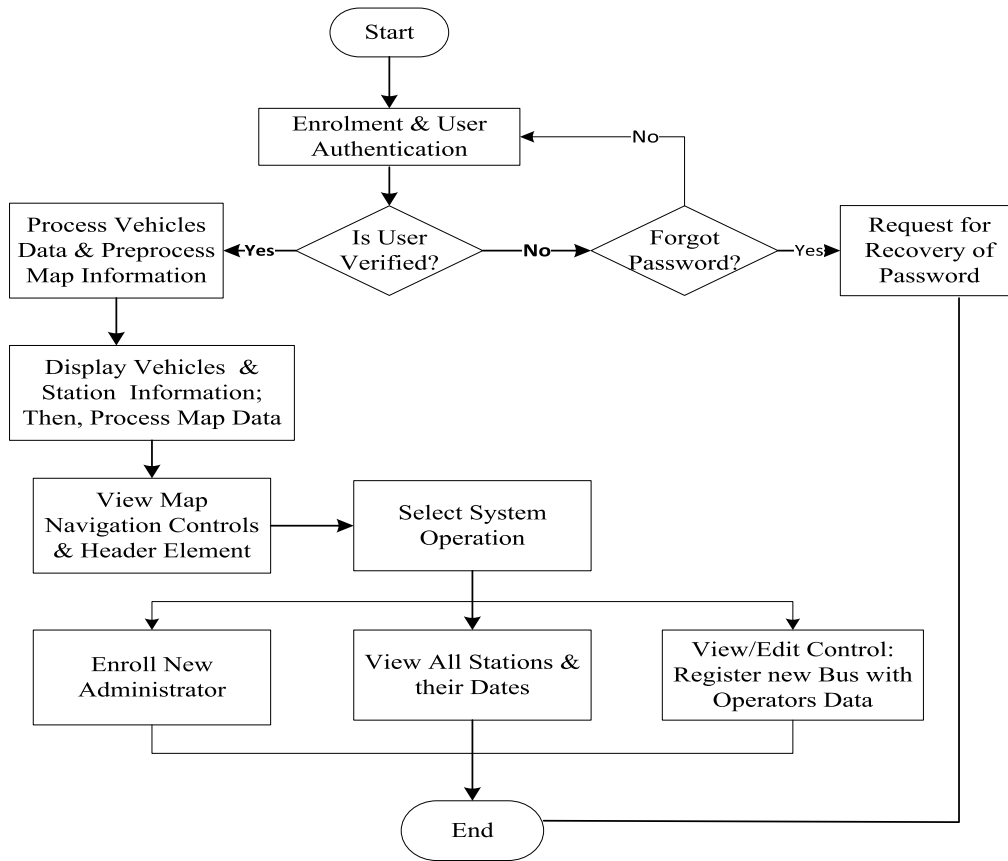 Start
Enrolment & User
Authentication
No
Process Vehicles
Data & Preprocess
Map Information
Yes
Is User
Verified?
No
Forgot
Password?
Yes
Request for
Recovery of
Password
Display Vehicles &
Station Information;
Then, Process Map Data
View Map
Navigation Controls
& Header Element
Select System
Operation
Enroll New
Administrator
View All Stations &
their Dates
View/Edit Control:
Register new Bus with
Operators Data
End